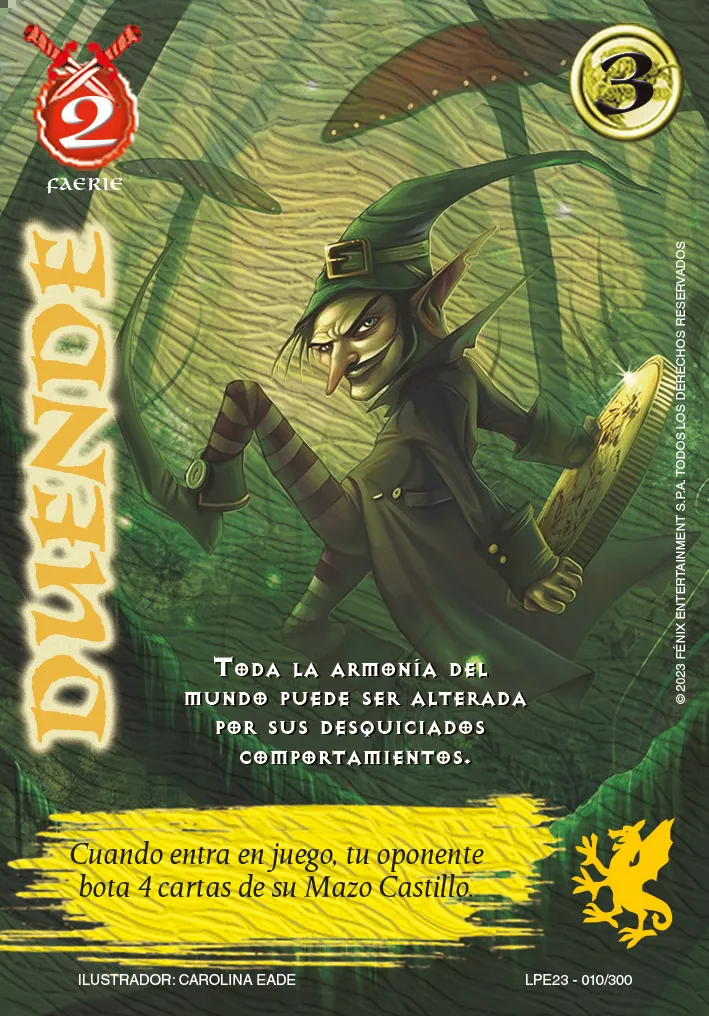 2
3
FAERIE
DUENDE
© 2023 FÉNIX ENTERTAINMENT S.P.A. TODOS LOS DERECHOS RESERVADOS
Toda la armonía del
mundo puede ser alterada
por sus desquiciados
comportamientos.
Cuando entra en juego, tu oponente
bota 4 cartas de su Mazo Castillo.
ILUSTRADOR: CAROLINA EADE
LPE23 - 010/300